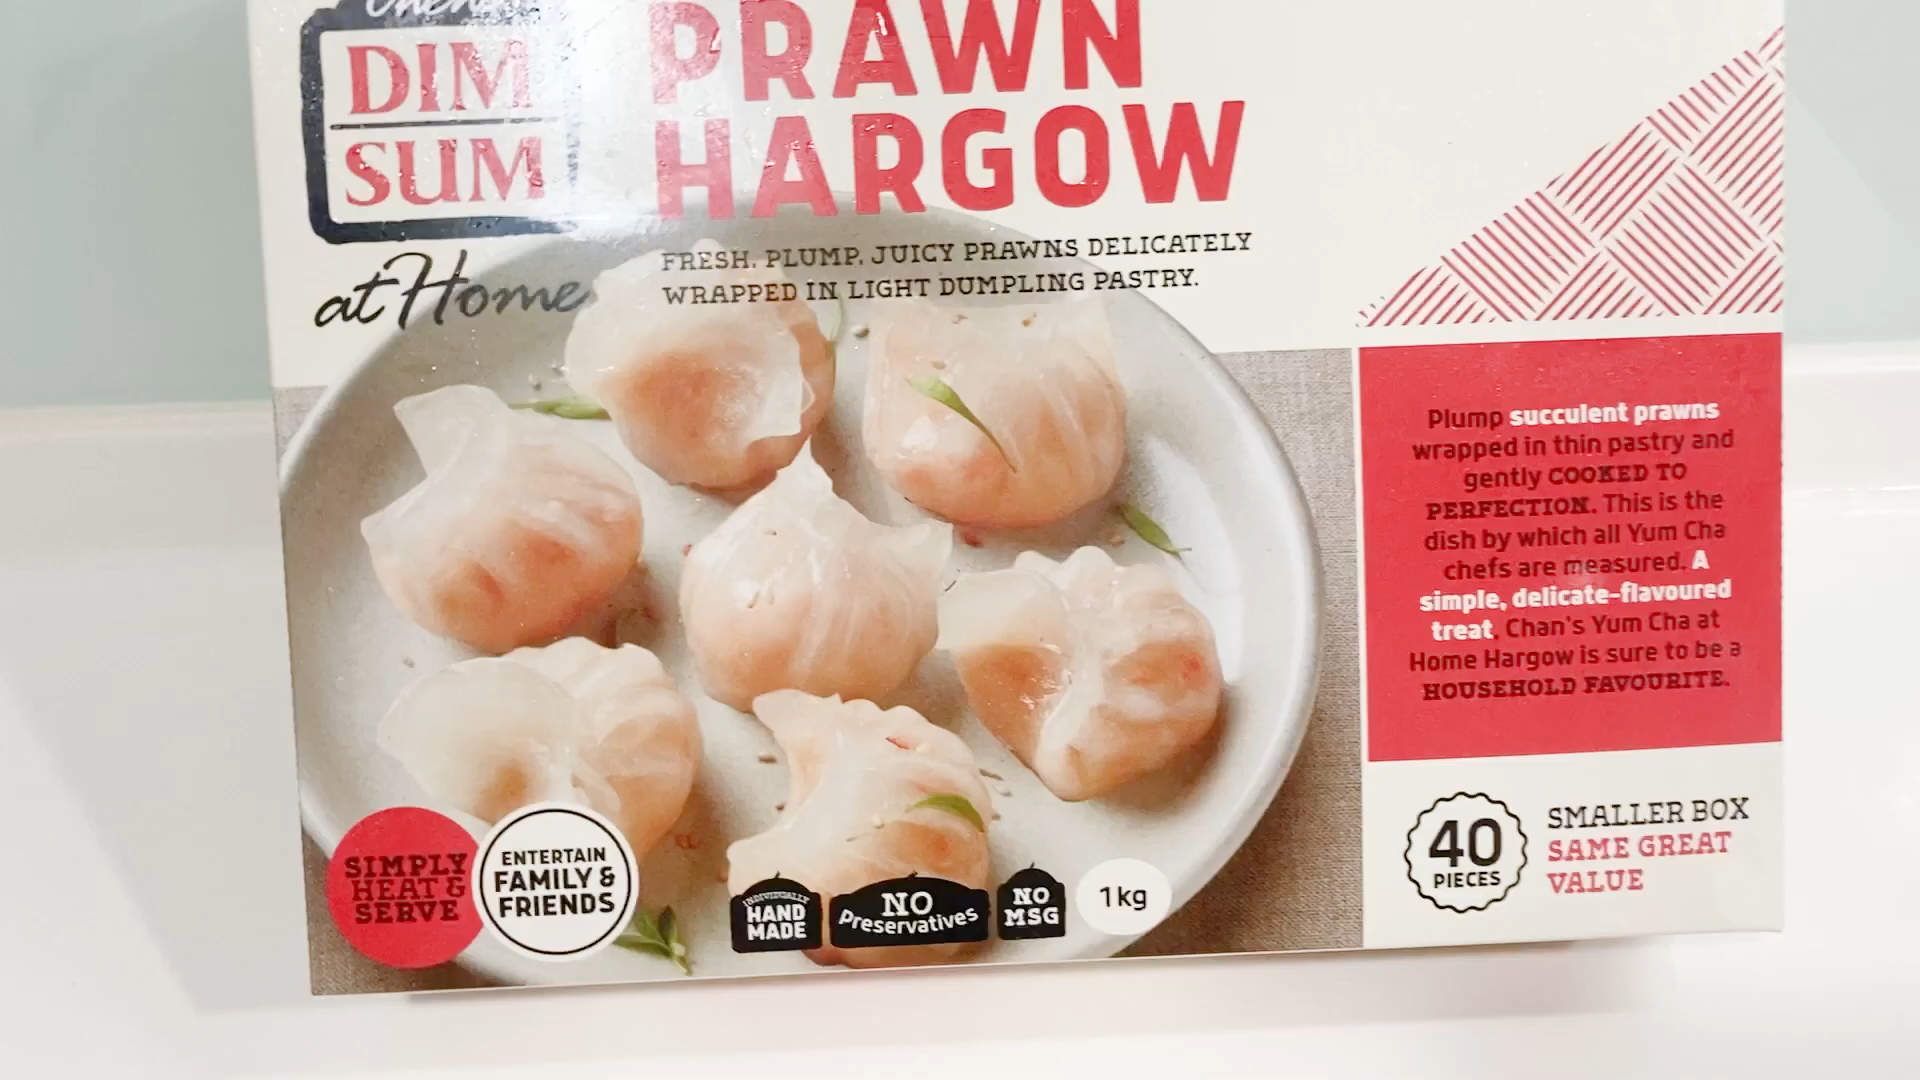 DIM
SUM
at Home
PRAWN
HARGOW
FRESH, PLUMP, JUICY PRAWNS DELICATELY
WRAPPED IN LIGHT DUMPLING PASTRY.
Plump succulent prawns
wrapped in thin pastry and
gently COOKED TO
PERFECTION. This is the
dish by which all Yum Cha
chefs are measured. A
simple, delicate-flavoured
treat, Chan's Yum Cha at
Home Hargow is sure to be a
HOUSEHOLD FAVOURITE.
SIMPLY
HEAT &
SERVE
ENTERTAIN
FAMILY &
FRIENDS
INDIVIDUALLY
HAND
MADE
NO
Preservatives
NO
MSG
1kg
40
PIECES
SMALLER BOX
SAME GREAT
VALUE